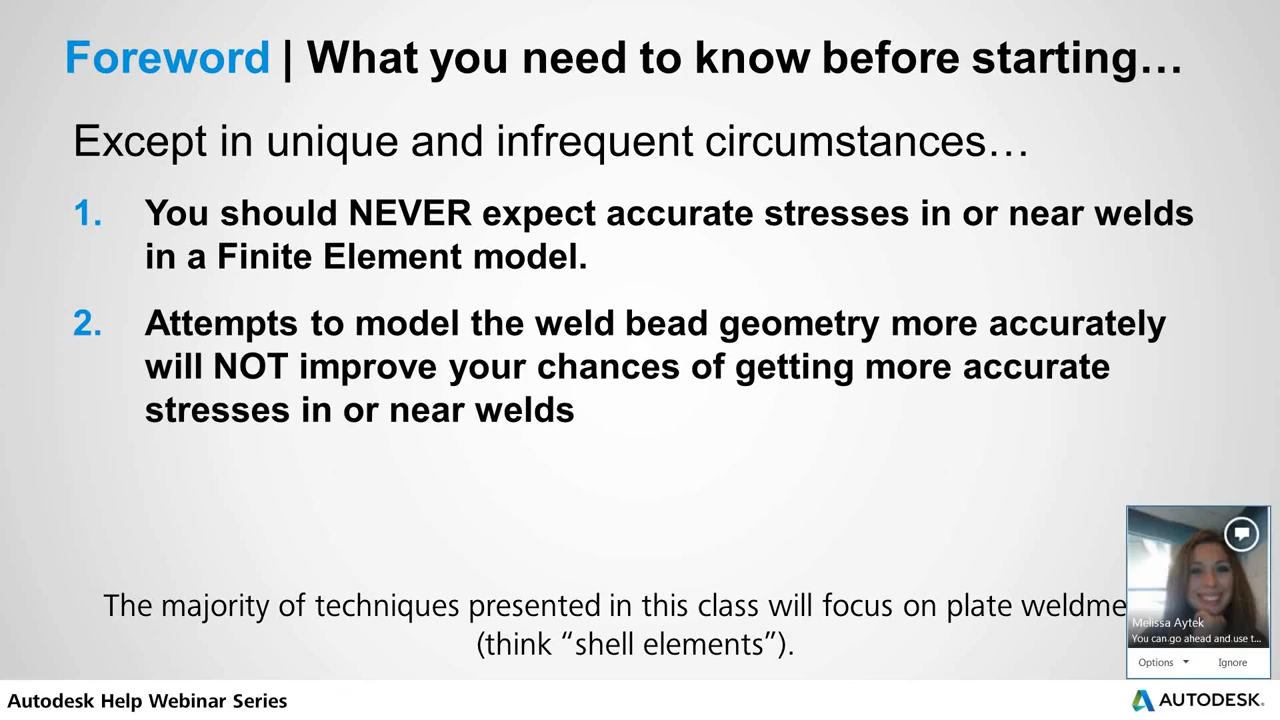 Foreword | What you need to know before starting…
Except in unique and infrequent circumstances…
1. You should NEVER expect accurate stresses in or near welds
in a Finite Element model.
2. Attempts to model the weld bead geometry more accurately
will NOT improve your chances of getting more accurate
stresses in or near welds
The majority of techniques presented in this class will focus on plate weldme
(think “shell elements”).
Melissa Aytek
You can go ahead and use t...
Options Ignore
Autodesk Help Webinar Series
AUTODESK.